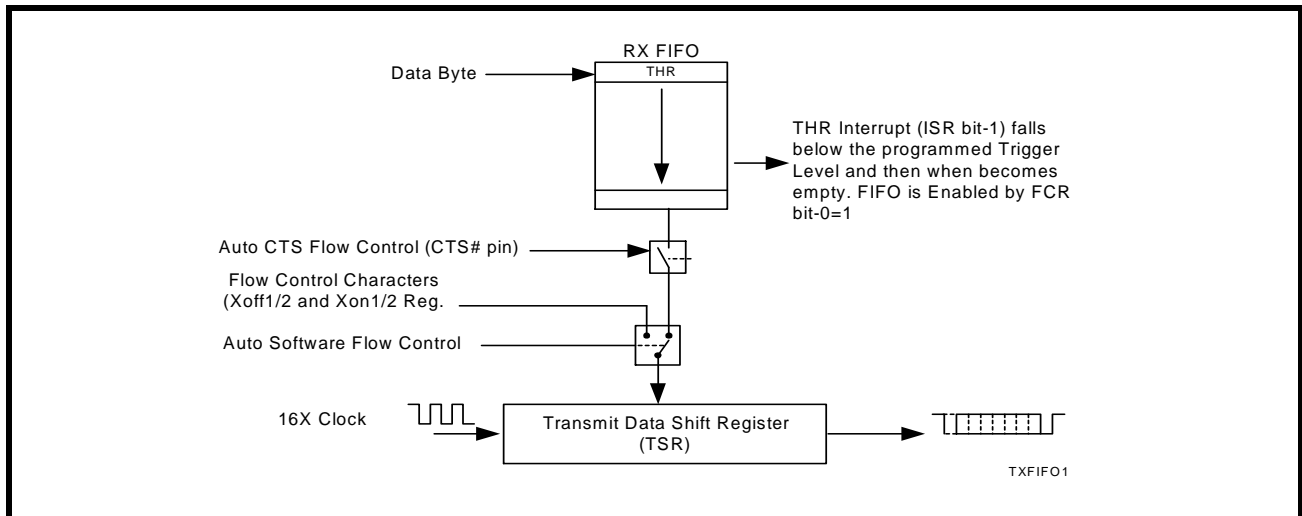 RX FIFO
THR
Data Byte
THR Interrupt (ISR bit-1) falls
below the programmed Trigger
Level and then when becomes
empty. FIFO is Enabled by FCR
bit-0=1
Auto CTS Flow Control (CTS# pin)
Flow Control Characters
(Xoff1/2 and Xon1/2 Reg.
Auto Software Flow Control
16X Clock
Transmit Data Shift Register
(TSR)
TXFIFO1